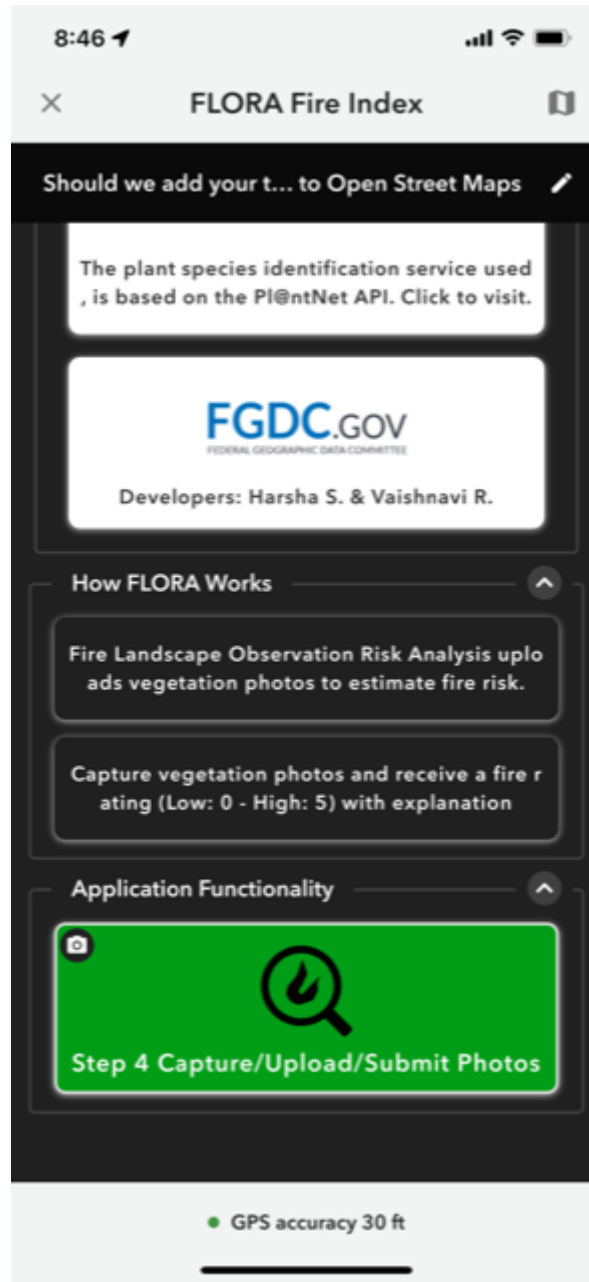 8:46
FLORA Fire Index
Should we add your t... to Open Street Maps
The plant species identification service used
, is based on the Pl@ntNet API. Click to visit.
FGDC.GOV
FEDERAL GEOGRAPHIC DATA COMMITTEE
Developers: Harsha S. & Vaishnavi R.
How FLORA Works
Fire Landscape Observation Risk Analysis uplo
ads vegetation photos to estimate fire risk.
Capture vegetation photos and receive a fire r
ating (Low: 0 - High: 5) with explanation
Application Functionality
Step 4 Capture/Upload/Submit Photos
GPS accuracy 30 ft